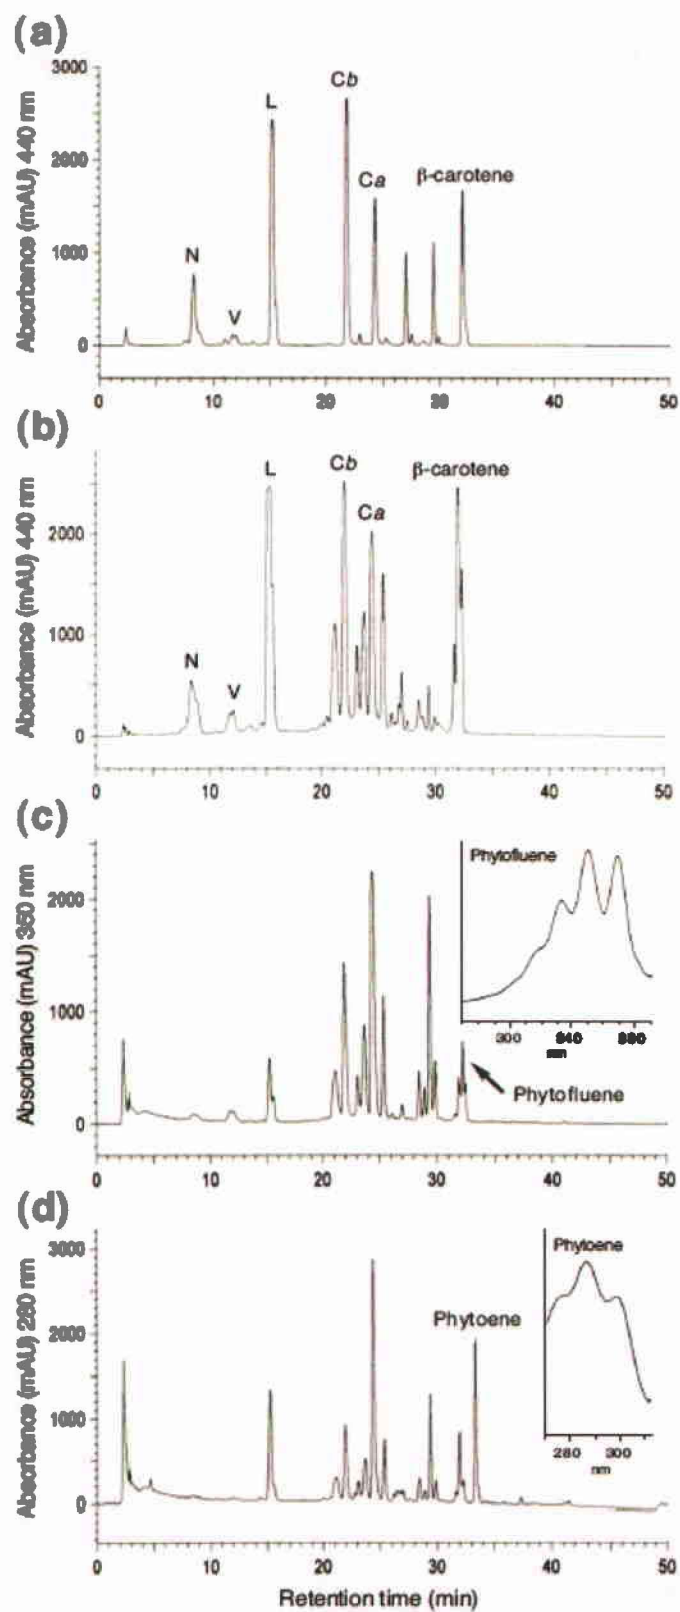 (a)
Absorbance (mAU) 440 nm
3000
2000
1000
0
N
V
L
Cb
Ca
β-carotene
0 10 20 30 40 50
(b)
Absorbance (mAU) 440 nm
2000
1000
0
N
V
L
Cb
Ca
β-carotene
0 10 20 30 40 50
(c)
Absorbance (mAU) 350 nm
2000
1000
0
Phytofluene
300 340 380
nm
Phytofluene
0 10 20 30 40 50
(d)
Absorbance (mAU) 280 nm
3000
2000
1000
0
Phytoene
Phytoene
280 300
nm
0 10 20 30 40 50
Retention time (min)